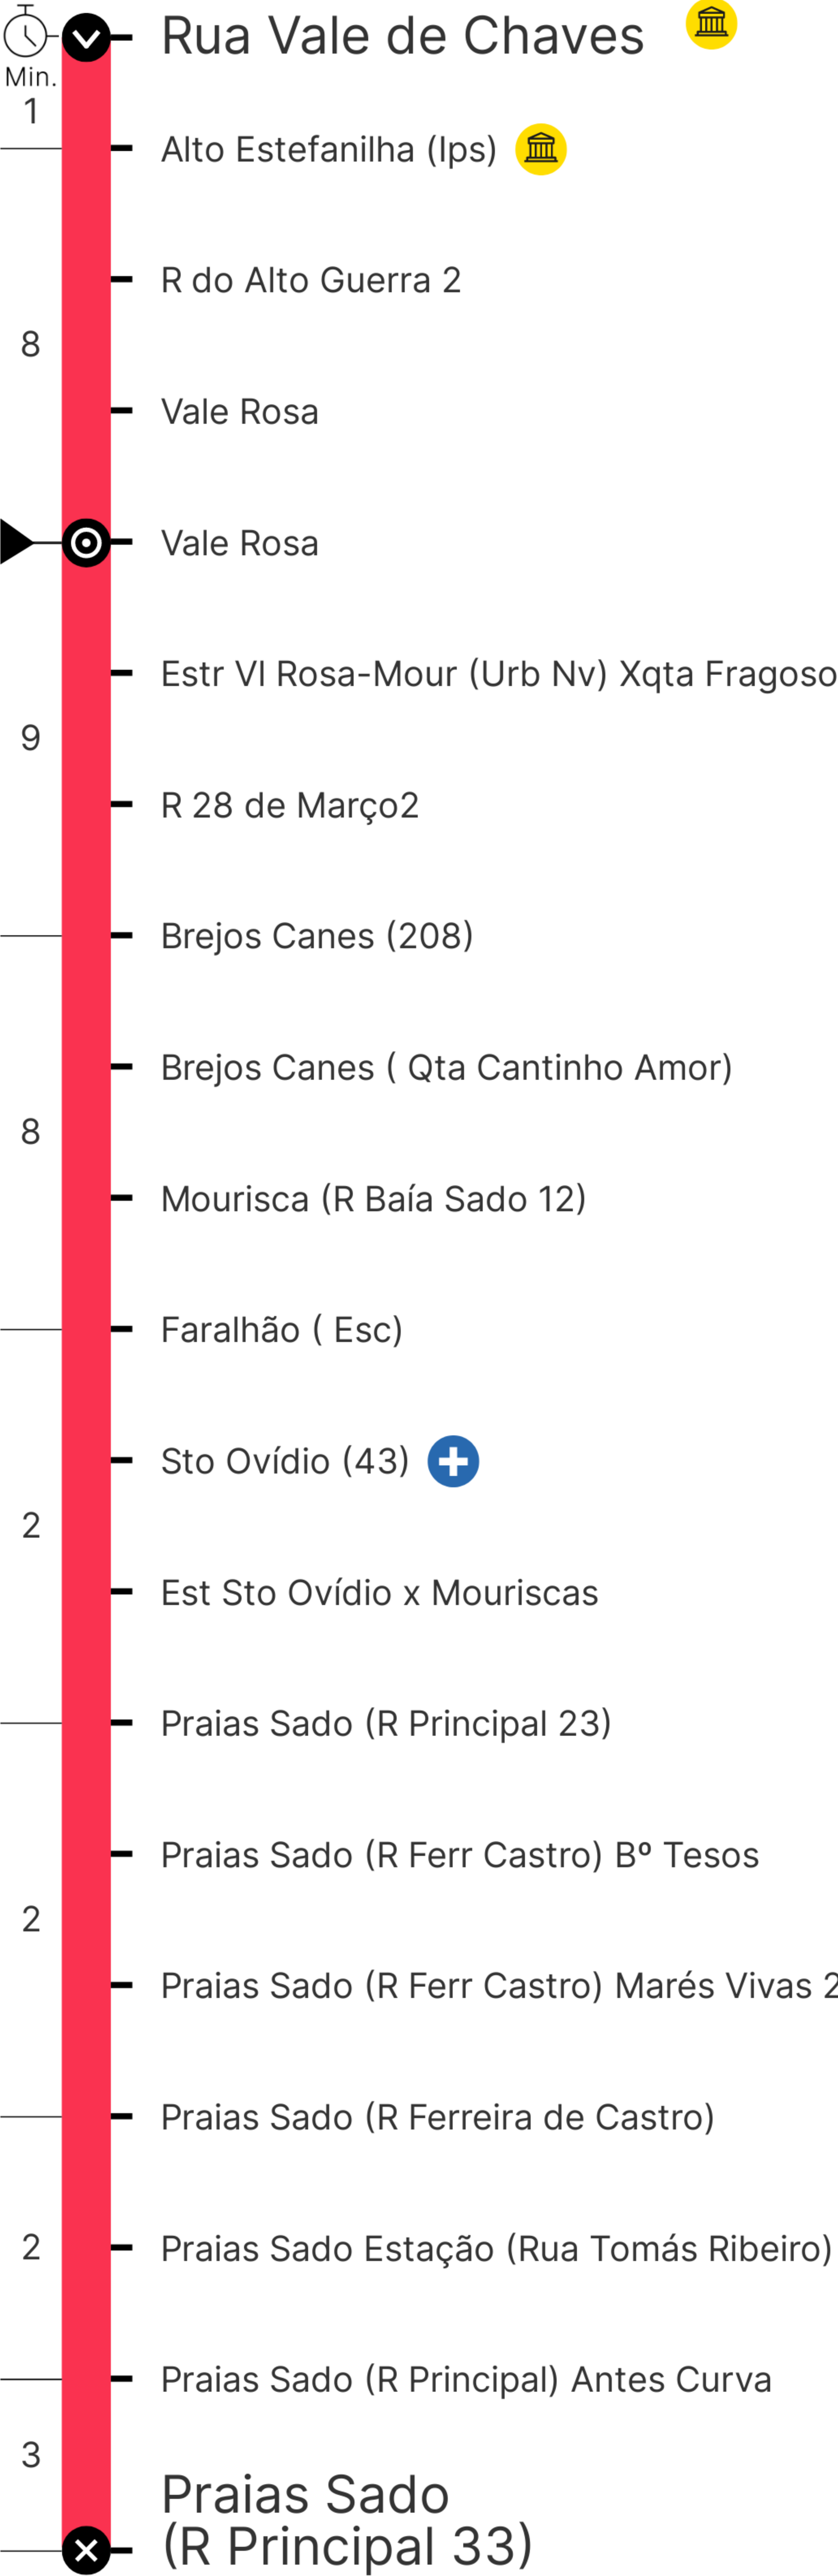 Rua Vale de Chaves
Min.
1
Alto Estefanilha (Ips)
R do Alto Guerra 2
8
Vale Rosa
Vale Rosa
Estr Vl Rosa-Mour (Urb Nv) Xqta Fragoso
9
R 28 de Março2
Brejos Canes (208)
Brejos Canes ( Qta Cantinho Amor)
8
Mourisca (R Baía Sado 12)
Faralhão ( Esc)
Sto Ovídio (43)
2
Est Sto Ovídio x Mouriscas
Praias Sado (R Principal 23)
Praias Sado (R Ferr Castro) Bº Tesos
2
Praias Sado (R Ferr Castro) Marés Vivas 2
Praias Sado (R Ferreira de Castro)
2
Praias Sado Estação (Rua Tomás Ribeiro)
Praias Sado (R Principal) Antes Curva
3
Praias Sado
(R Principal 33)